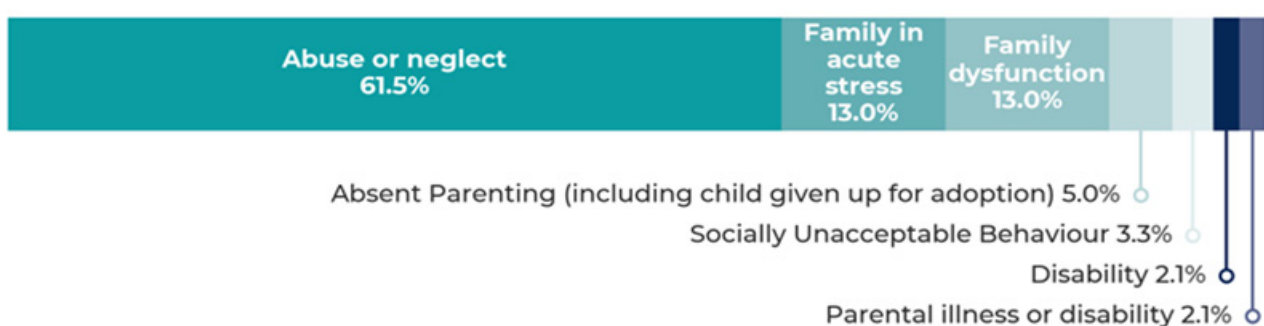 Abuse or neglect
61.5%
Family in
acute
stress
13.0%
Family
dysfunction
13.0%
Absent Parenting (including child given up for adoption) 5.0%
Socially Unacceptable Behaviour 3.3%
Disability 2.1%
Parental illness or disability 2.1%